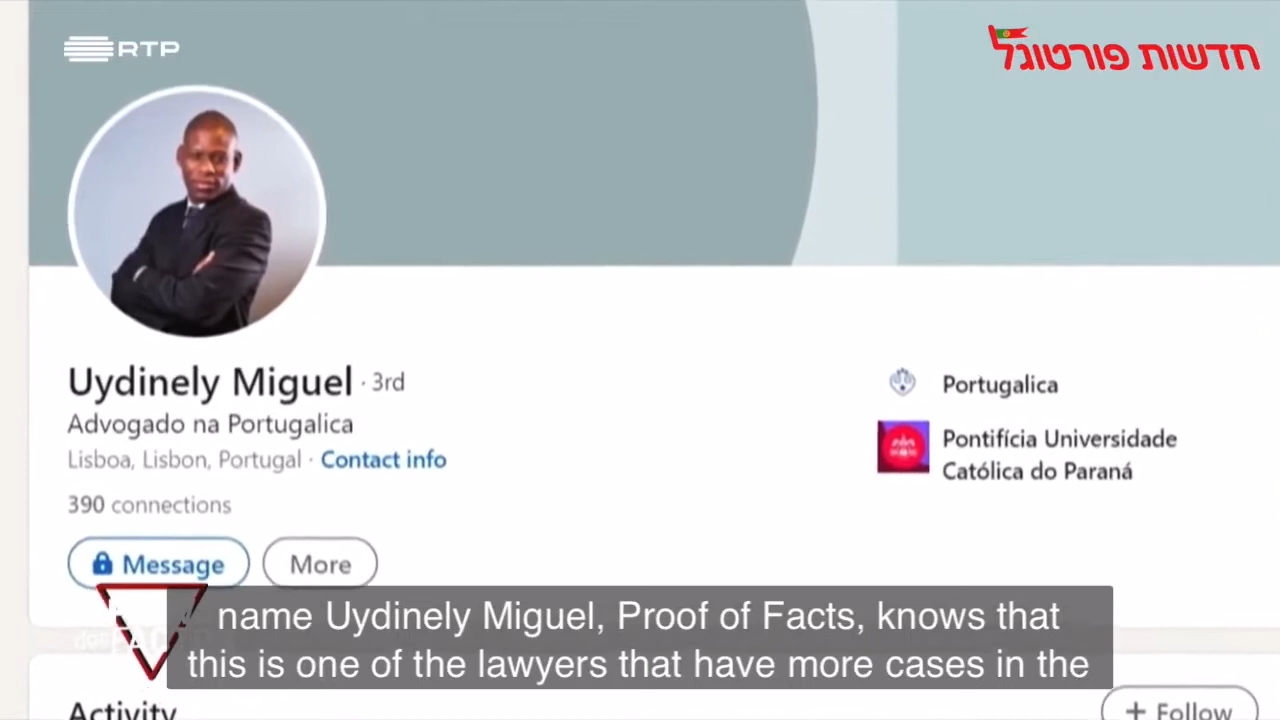 RTP
חדשות פורטוגל
Uydinely Miguel · 3rd
Advogado na Portugalica
Lisboa, Lisbon, Portugal · Contact info
390 connections
Message
More
Portugalica
Pontifícia Universidade
Católica do Paraná
name Uydinely Miguel, Proof of Facts, knows that
this is one of the lawyers that have more cases in the
Activity
+ Follow